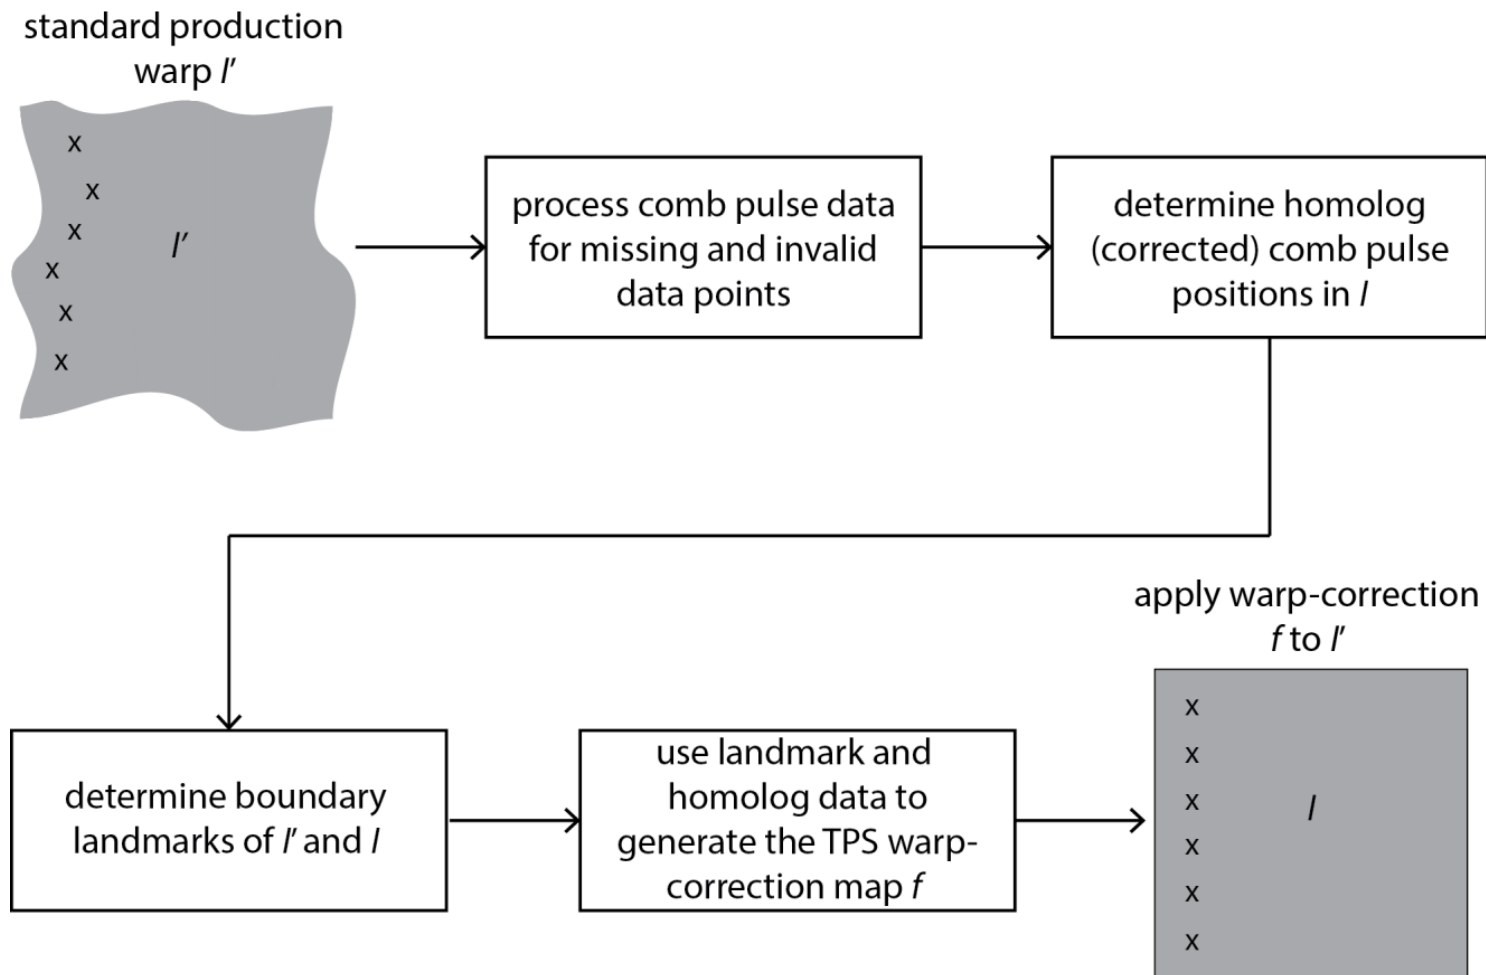 standard production
warp I’
x
x
x
I’
x
x
x
process comb pulse data
for missing and invalid
data points
determine homolog
(corrected) comb pulse
positions in I
determine boundary
landmarks of I’ and I
use landmark and
homolog data to
generate the TPS warp-
correction map f
apply warp-correction
f to I’
x
x
x
I
x
x
x